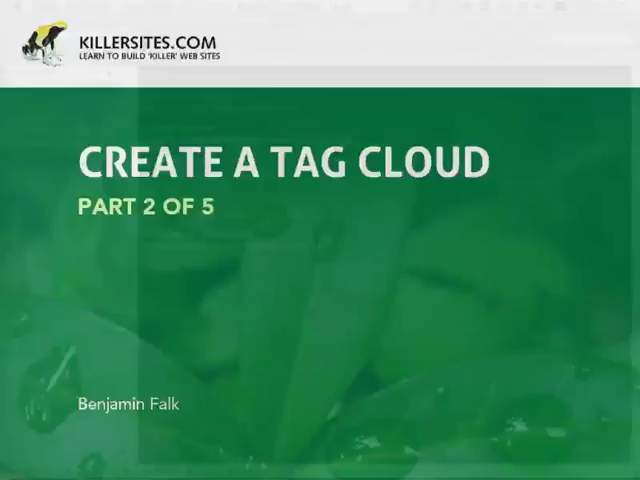 KILLERSITES.COM
LEARN TO BUILD 'KILLER' WEB SITES
CREATE A TAG CLOUD
PART 2 OF 5
Benjamin Falk